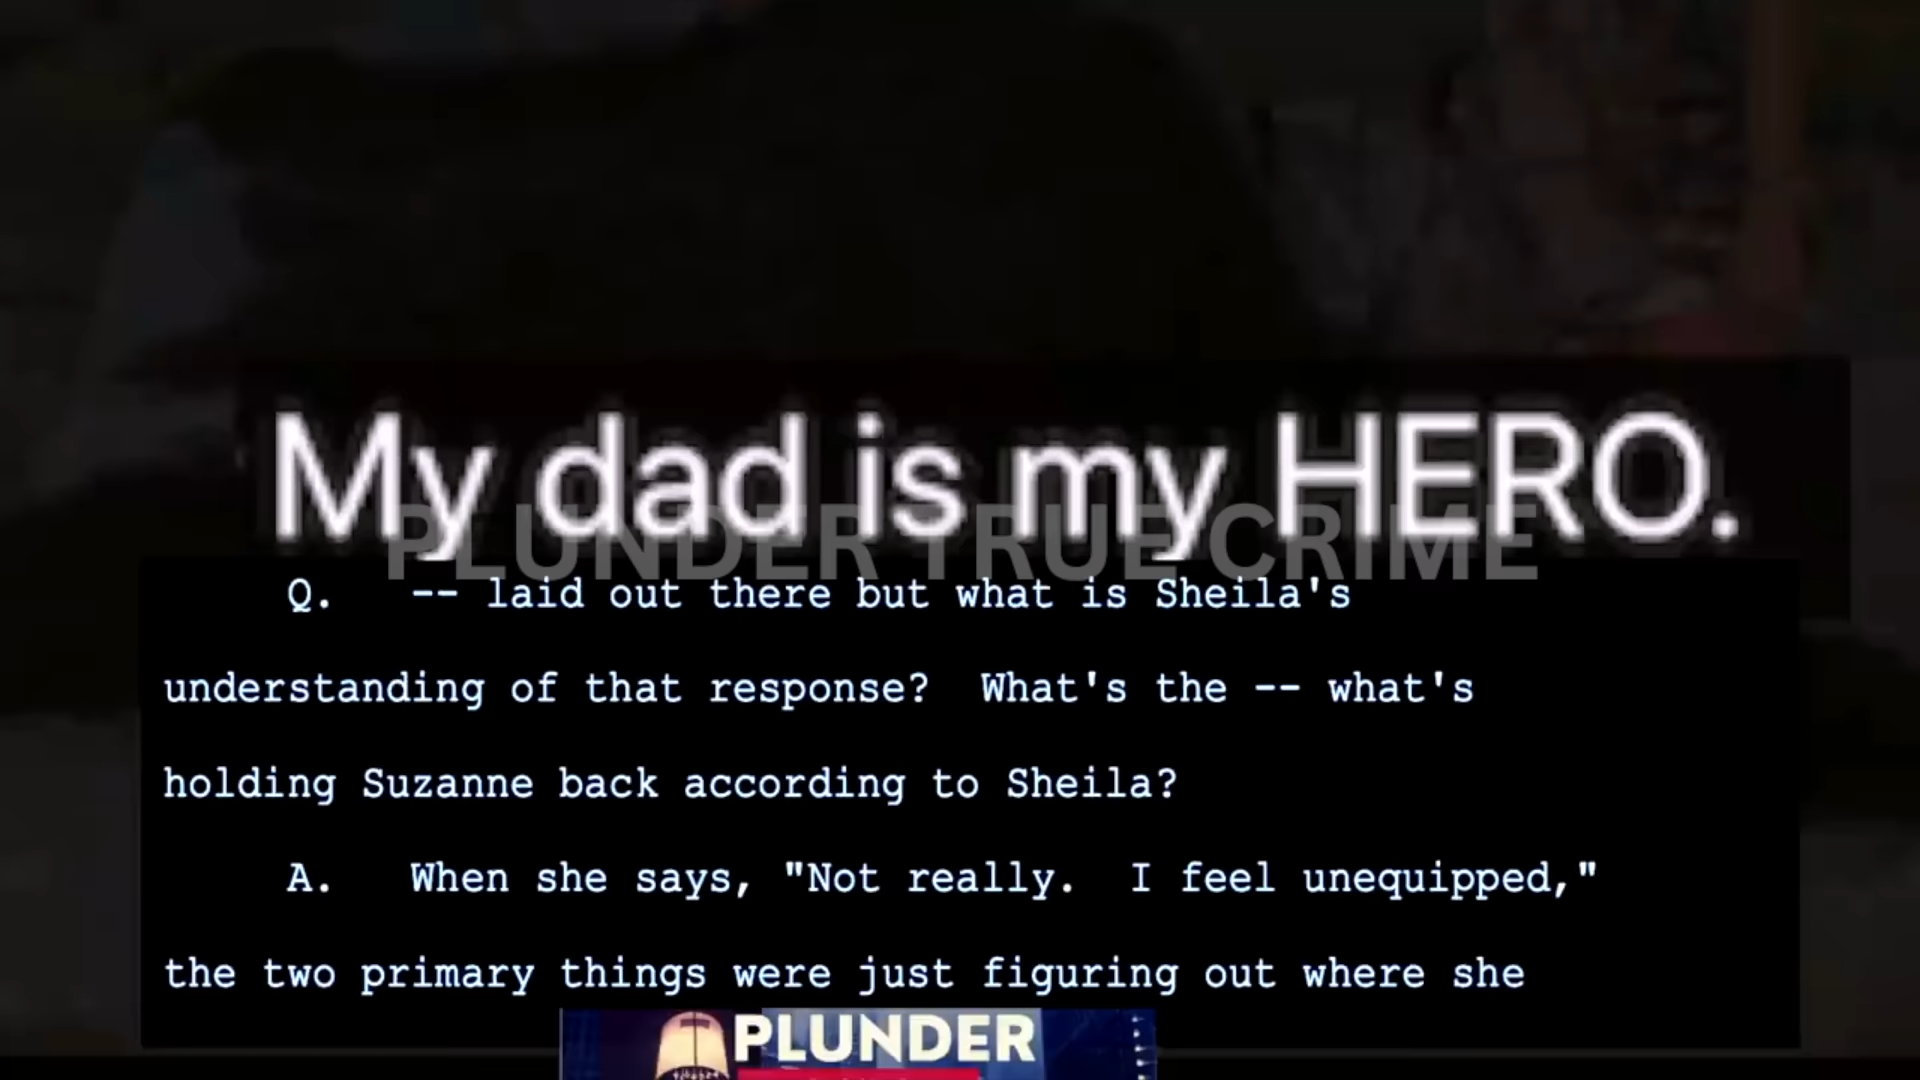 My dad is my HERO.
PLUNDER TRUE CRIME
Q. -- laid out there but what is Sheila's
understanding of that response? What's the -- what's
holding Suzanne back according to Sheila?
A. When she says, "Not really. I feel unequipped,"
the two primary things were just figuring out where she
PLUNDER